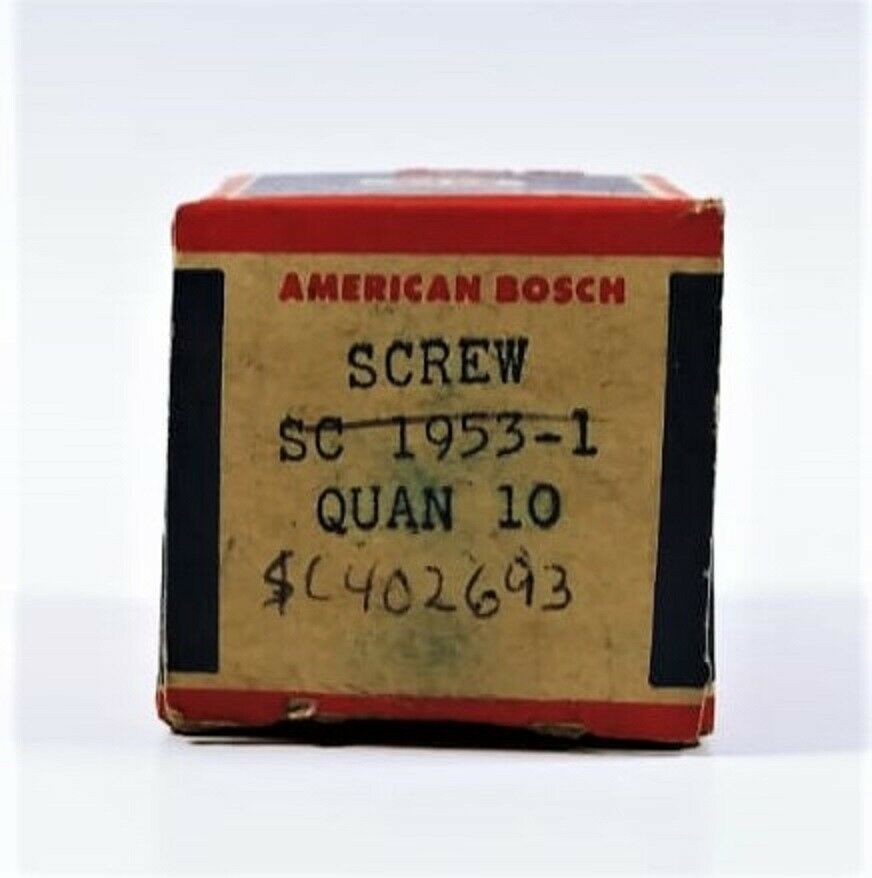 AMERICAN BOSCH
SCREW
SC 1953-1
QUAN 10
SC402693